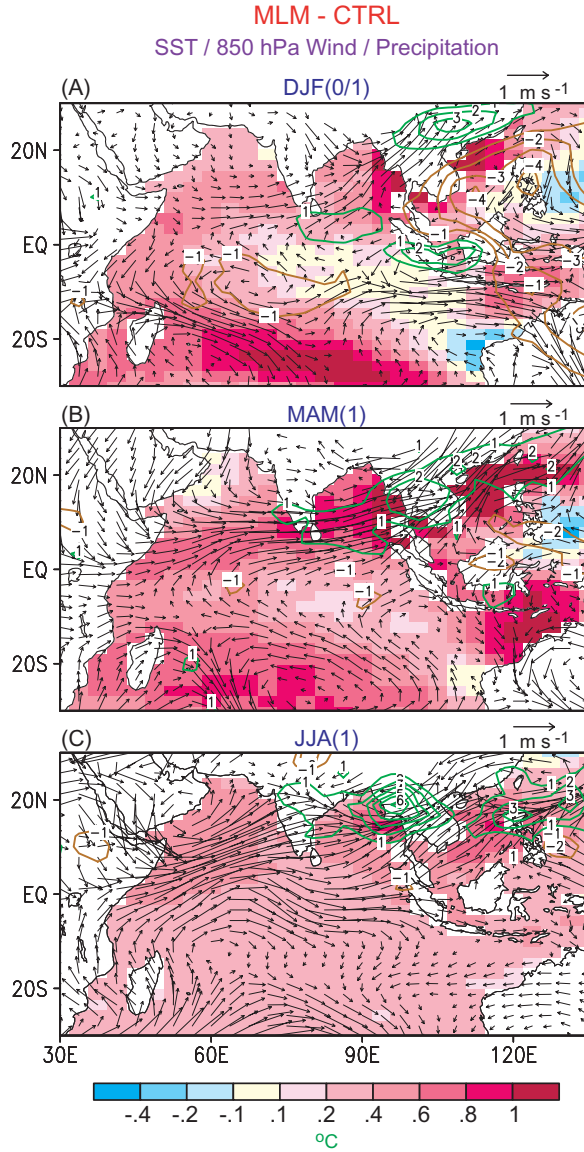 MLM - CTRL
SST / 850 hPa Wind / Precipitation
(A) DJF(0/1) 1 m s⁻¹
20N
EQ
20S
(B) MAM(1) 1 m s⁻¹
20N
EQ
20S
(C) JJA(1) 1 m s⁻¹
20N
EQ
20S
30E 60E 90E 120E
-.4 -.2 -.1 .1 .2 .4 .6 .8 1
ºC